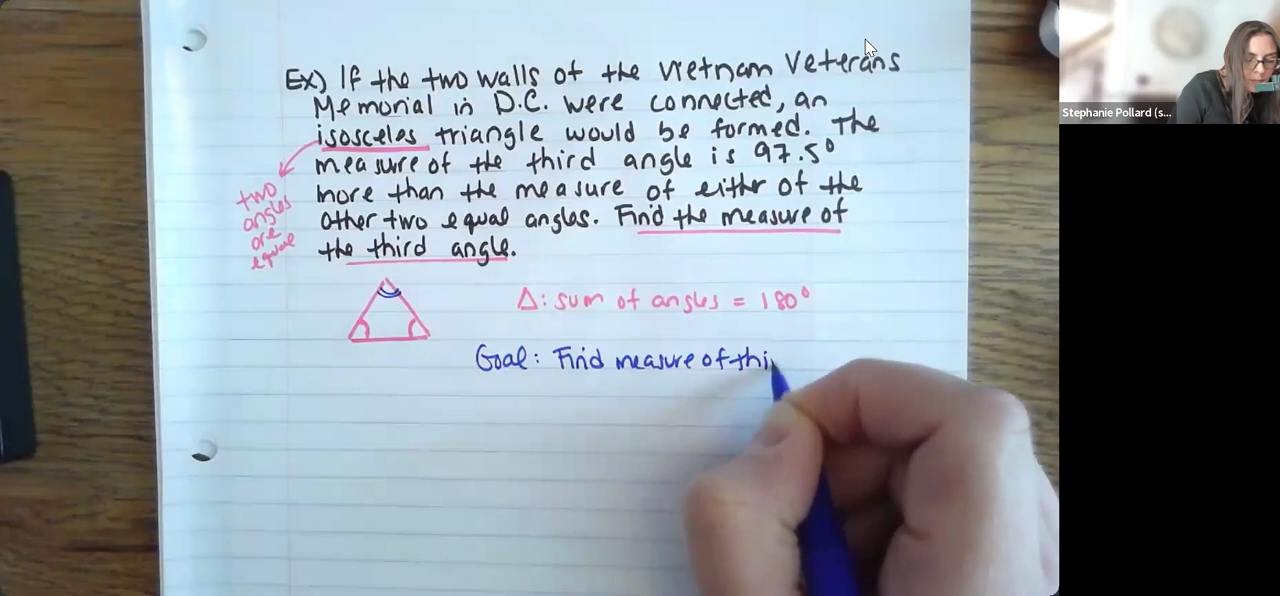 Ex) If the two walls of the Vietnam Veterans
Memorial in D.C. were connected, an
isosceles triangle would be formed. The
measure of the third angle is 97.5°
more than the measure of either of the
other two equal angles. Find the measure of
the third angle.
two
angles
are
equal
Δ: sum of angles = 180°
Goal: Find measure of thi
Stephanie Pollard (s...